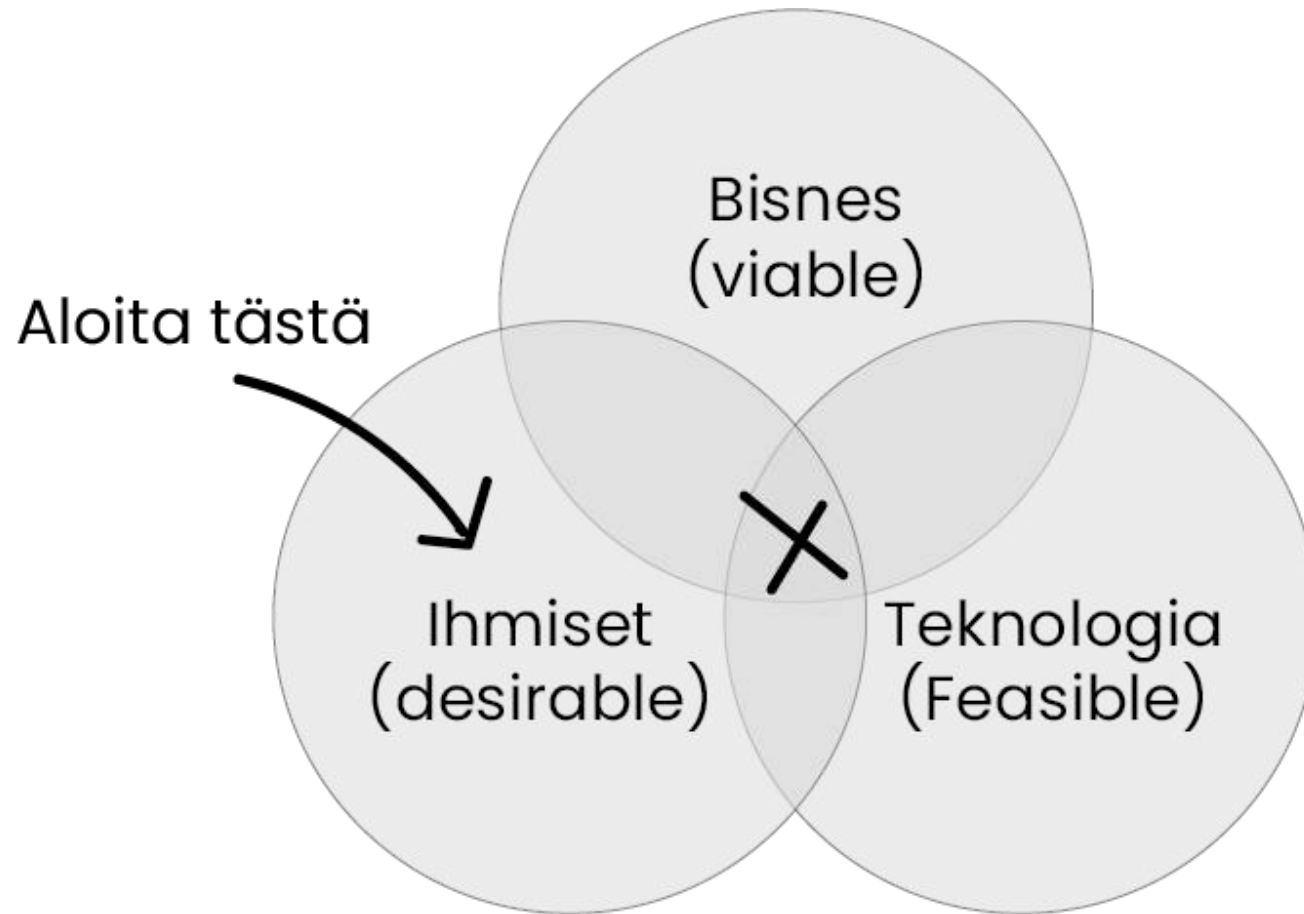 Bisnes
(viable)
Aloita tästä
Ihmiset
(desirable)
Teknologia
(Feasible)